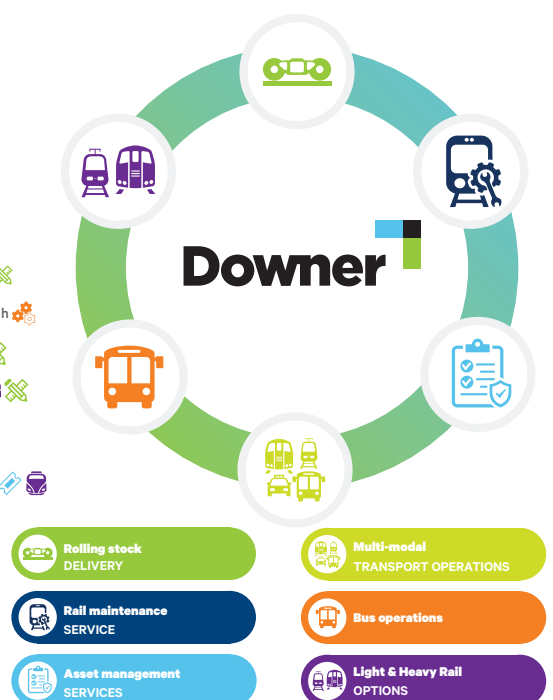 Downer
h
Rolling stock
DELIVERY
Multi-modal
TRANSPORT OPERATIONS
Rail maintenance
SERVICE
Bus operations
Asset management
SERVICES
Light & Heavy Rail
OPTIONS